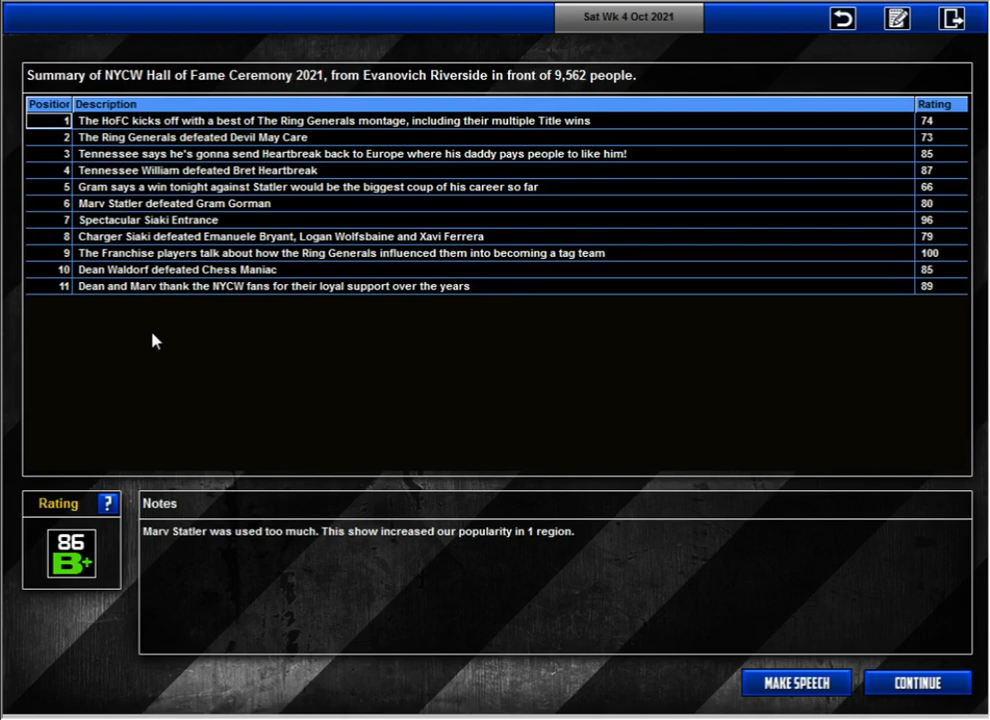 Sat Wk 4 Oct 2021
Summary of NYCW Hall of Fame Ceremony 2021, from Evanovich Riverside in front of 9,562 people.
Position Description Rating
1 The HoFC kicks off with a best of The Ring Generals montage, including their multiple Title wins 74
2 The Ring Generals defeated Devil May Care 73
3 Tennessee says he's gonna send Heartbreak back to Europe where his daddy pays people to like him! 85
4 Tennessee William defeated Bret Heartbreak 87
5 Gram says a win tonight against Statler would be the biggest coup of his career so far 66
6 Marv Statler defeated Gram Gorman 80
7 Spectacular Siaki Entrance 96
8 Charger Siaki defeated Emanuele Bryant, Logan Wolfsbaine and Xavi Ferrera 79
9 The Franchise players talk about how the Ring Generals influenced them into becoming a tag team 100
10 Dean Waldorf defeated Chess Maniac 85
11 Dean and Marv thank the NYCW fans for their loyal support over the years 89
Rating ?
86
B+
Notes
Marv Statler was used too much. This show increased our popularity in 1 region.
MAKE SPEECH CONTINUE